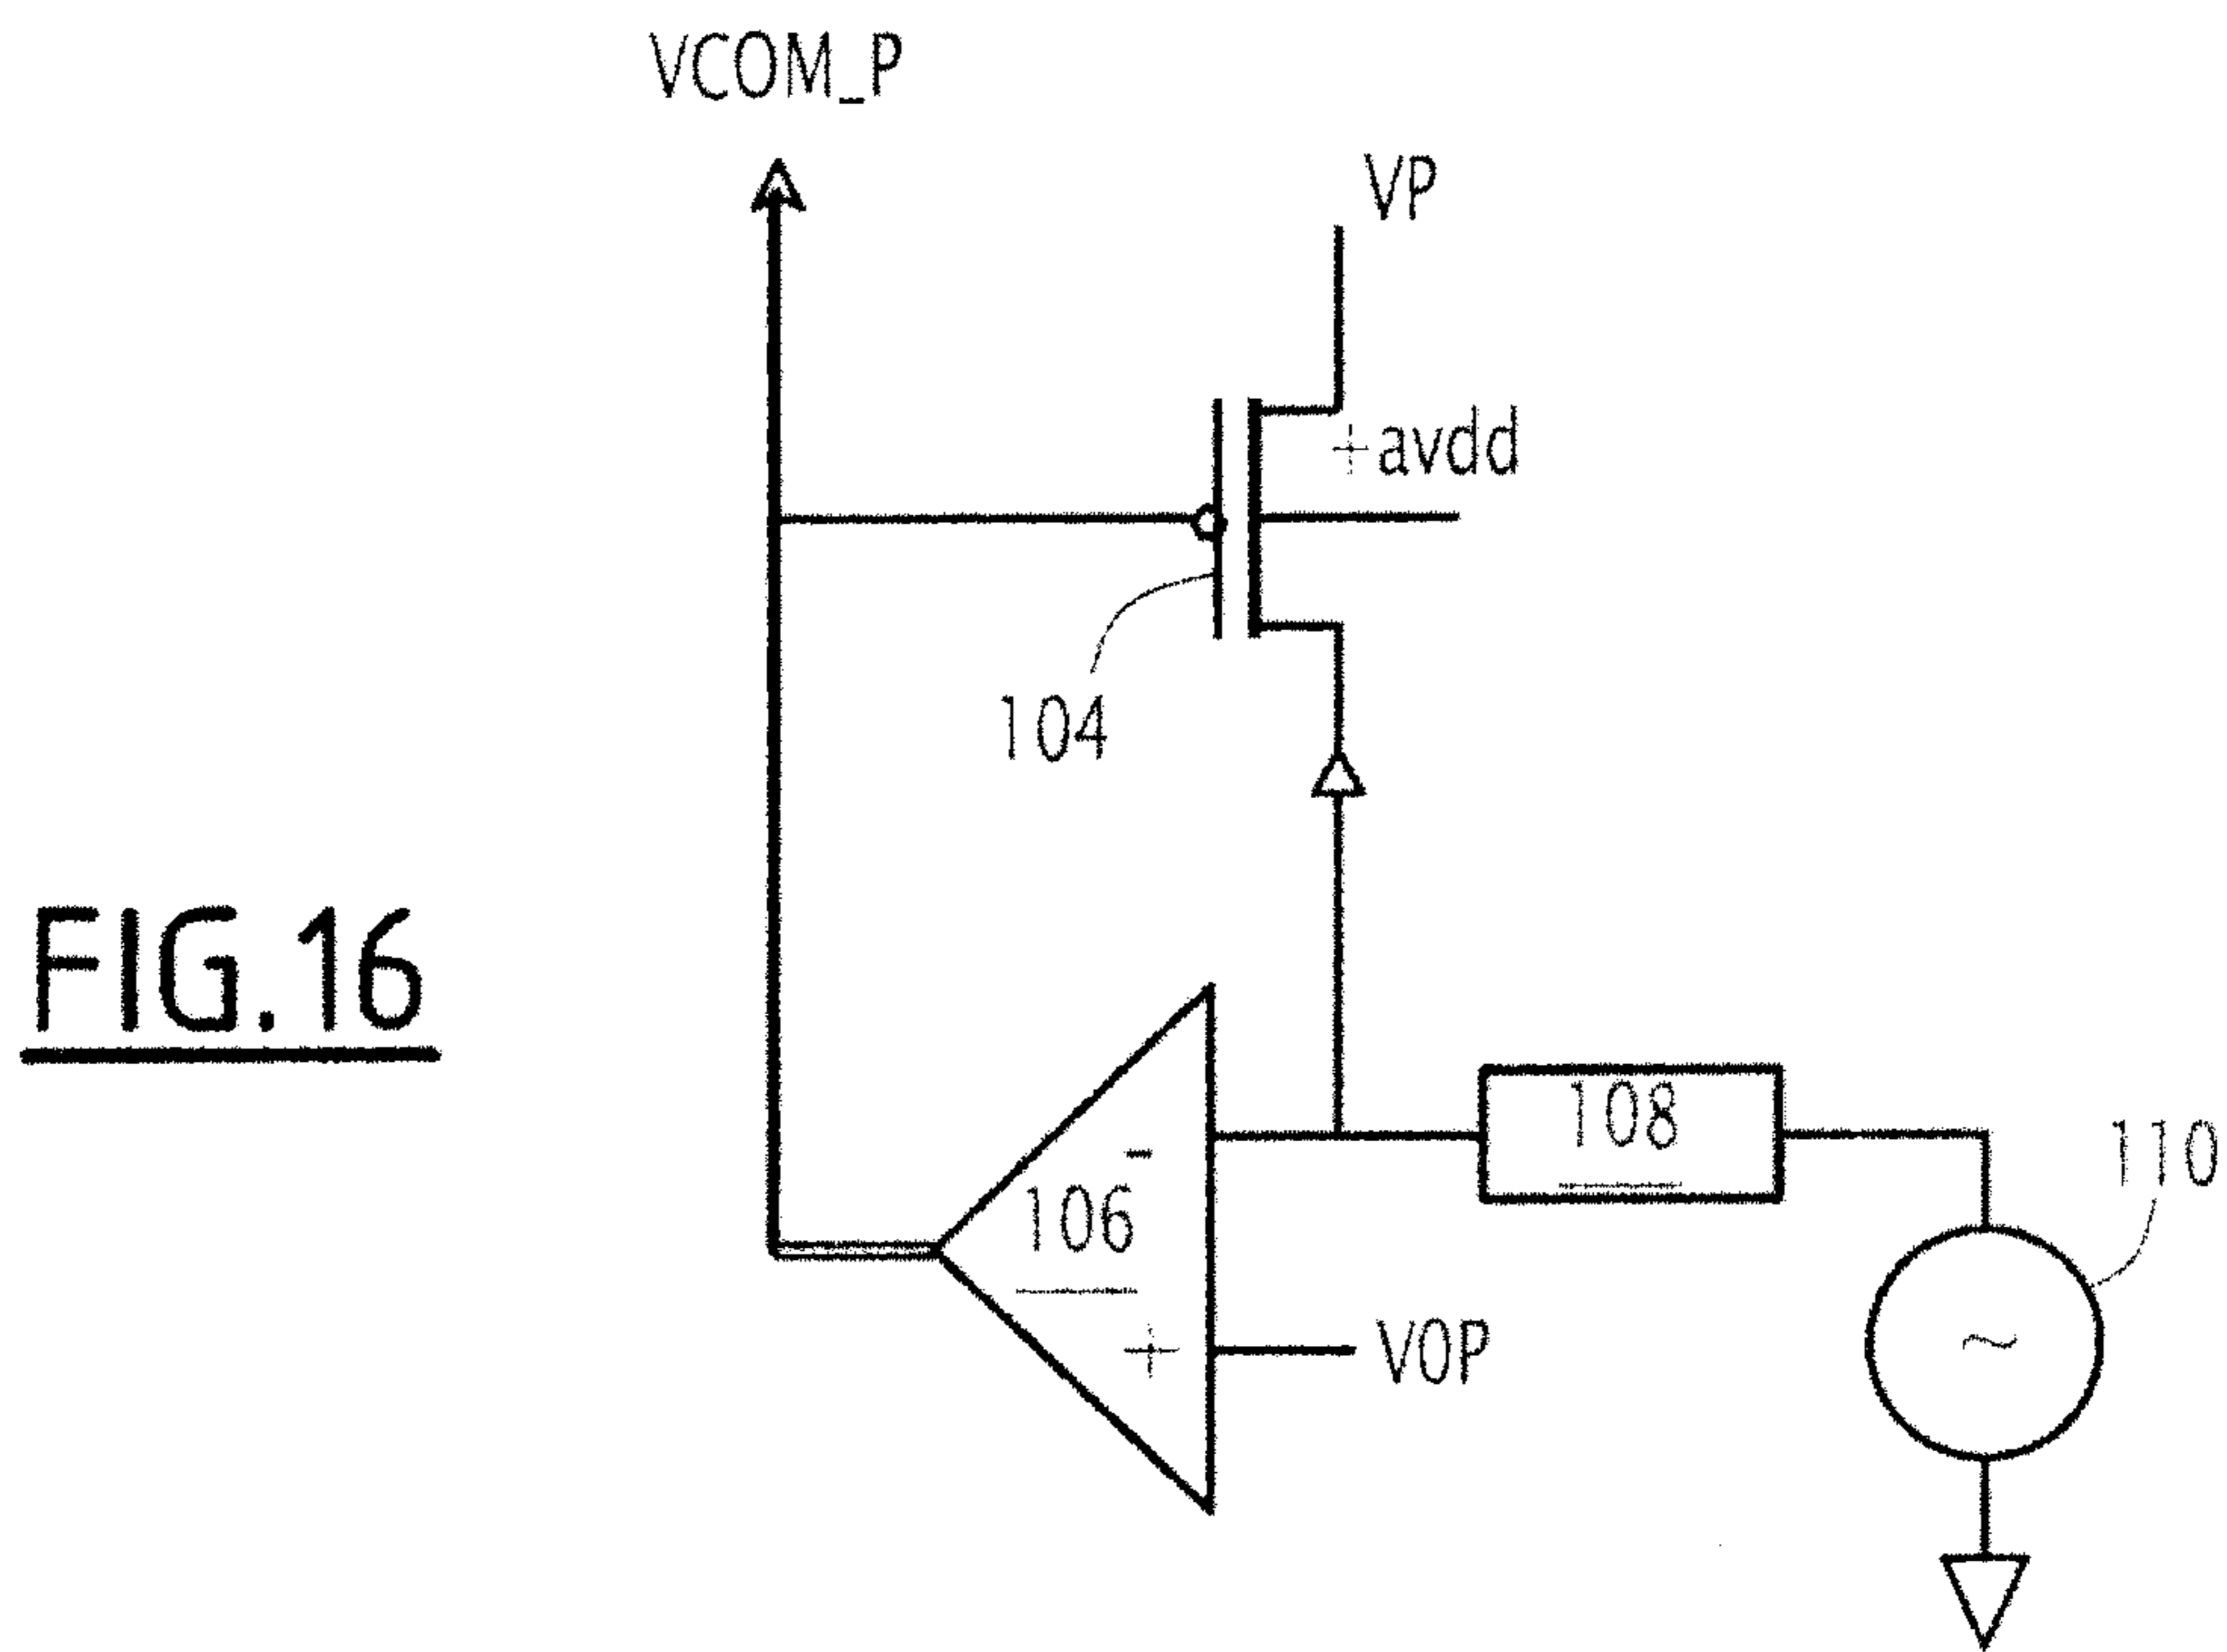 VCOM_P
VP
+avdd
104
FIG.16
-
108
110
106
+
VOP
~